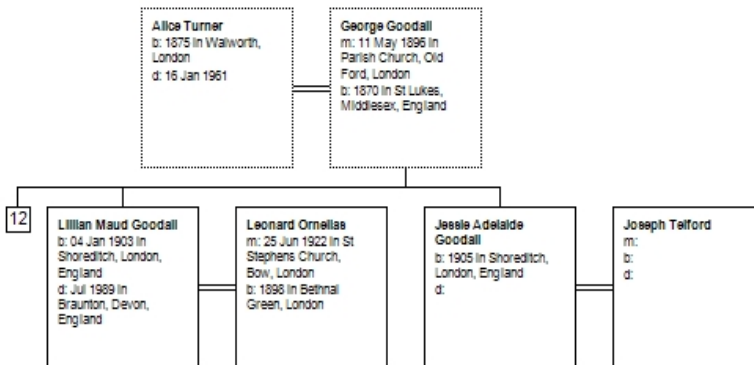 Alice Turner
b: 1875 in Walworth,
London
d: 16 Jan 1961
George Goodall
m: 11 May 1896 in
Parish Church, Old
Ford, London
b: 1870 in St Lukes,
Middlesex, England
12
Lillian Maud Goodall
b: 04 Jan 1903 in
Shoreditch, London,
England
d: Jul 1989 in
Braunton, Devon,
England
Leonard Ornellas
m: 25 Jun 1922 in St
Stephens Church,
Bow, London
b: 1898 in Bethnal
Green, London
Jessie Adelaide
Goodall
b: 1905 in Shoreditch,
London, England
d:
Joseph Telford
m:
b:
d: